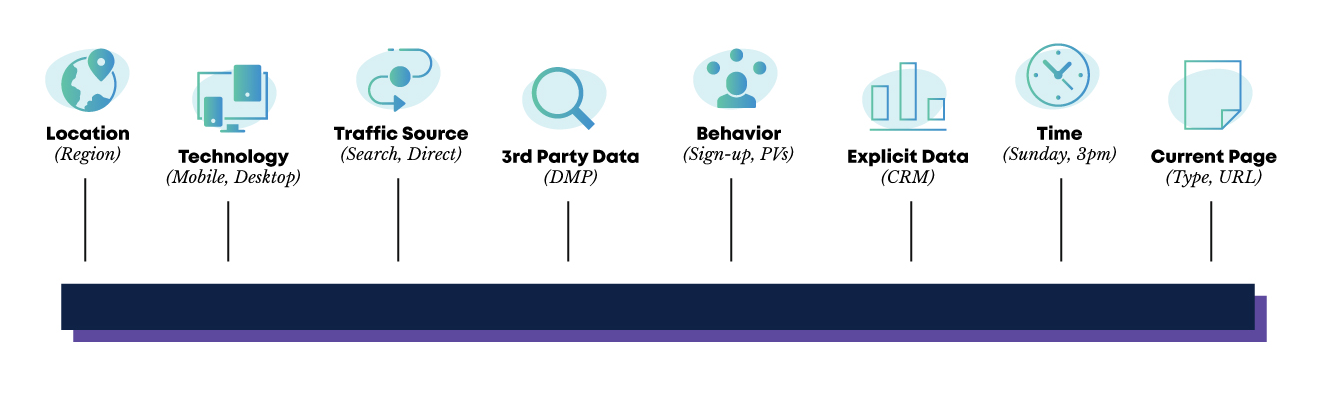 Location
(Region)
Technology
(Mobile, Desktop)
Traffic Source
(Search, Direct)
3rd Party Data
(DMP)
Behavior
(Sign-up, PVs)
Explicit Data
(CRM)
Time
(Sunday, 3pm)
Current Page
(Type, URL)